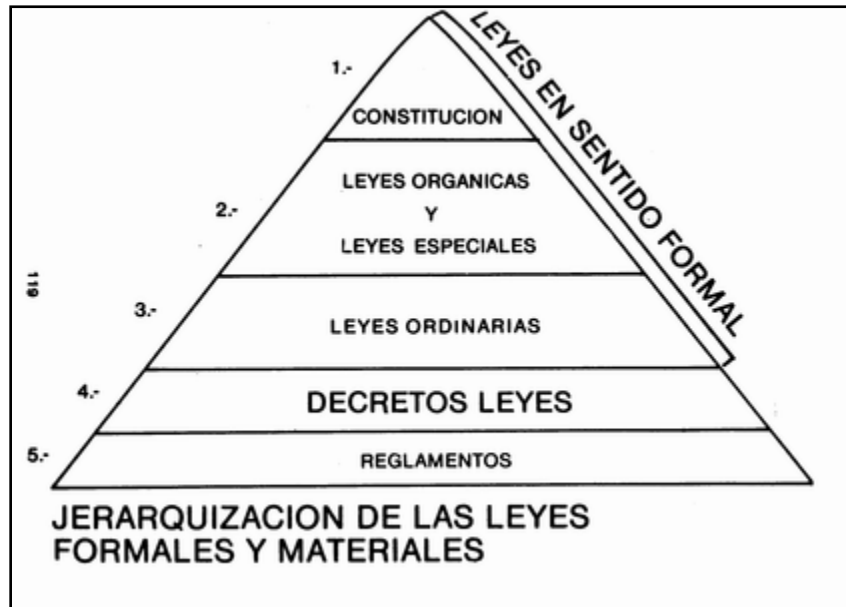 LEYES EN SENTIDO FORMAL
1.-
CONSTITUCION
2.-
LEYES ORGANICAS
Y
LEYES ESPECIALES
119
3.-
LEYES ORDINARIAS
4.-
DECRETOS LEYES
5.-
REGLAMENTOS
JERARQUIZACION DE LAS LEYES
FORMALES Y MATERIALES